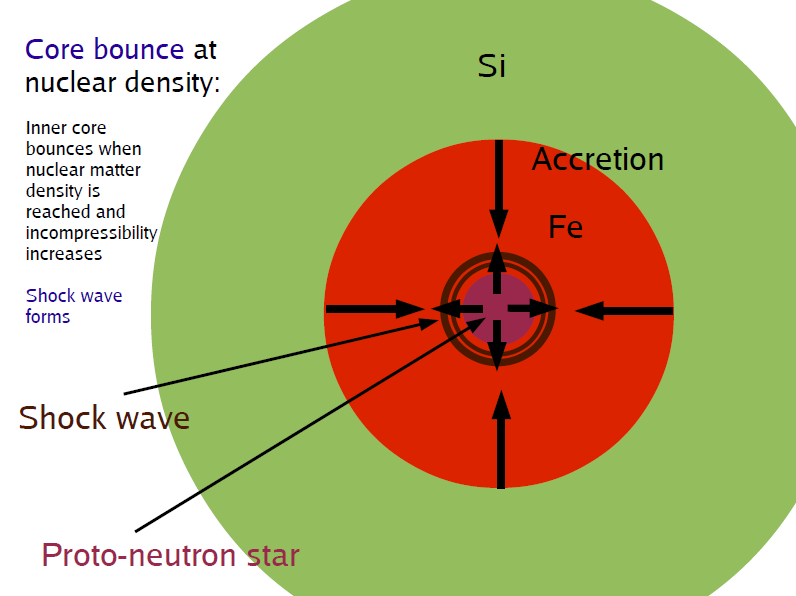 Core bounce at
nuclear density:
Inner core
bounces when
nuclear matter
density is
reached and
incompressibility
increases
Shock wave
forms
Si
Accretion
Fe
Shock wave
Proto-neutron star